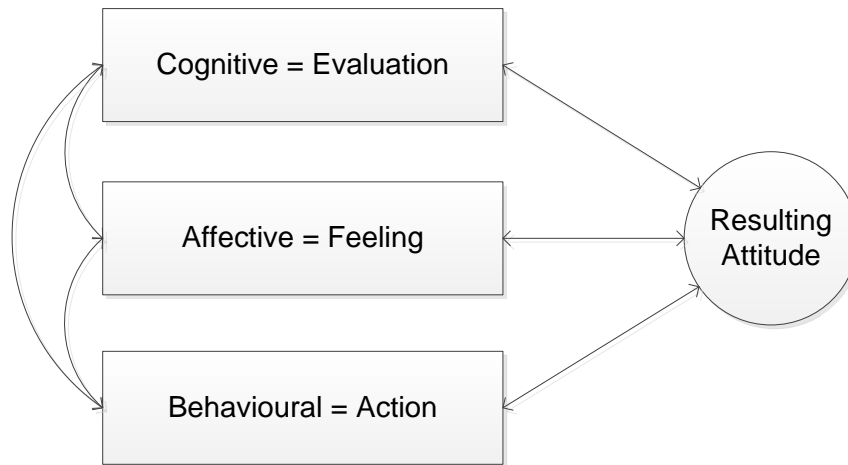 Cognitive = Evaluation
Affective = Feeling
Resulting
Attitude
Behavioural = Action